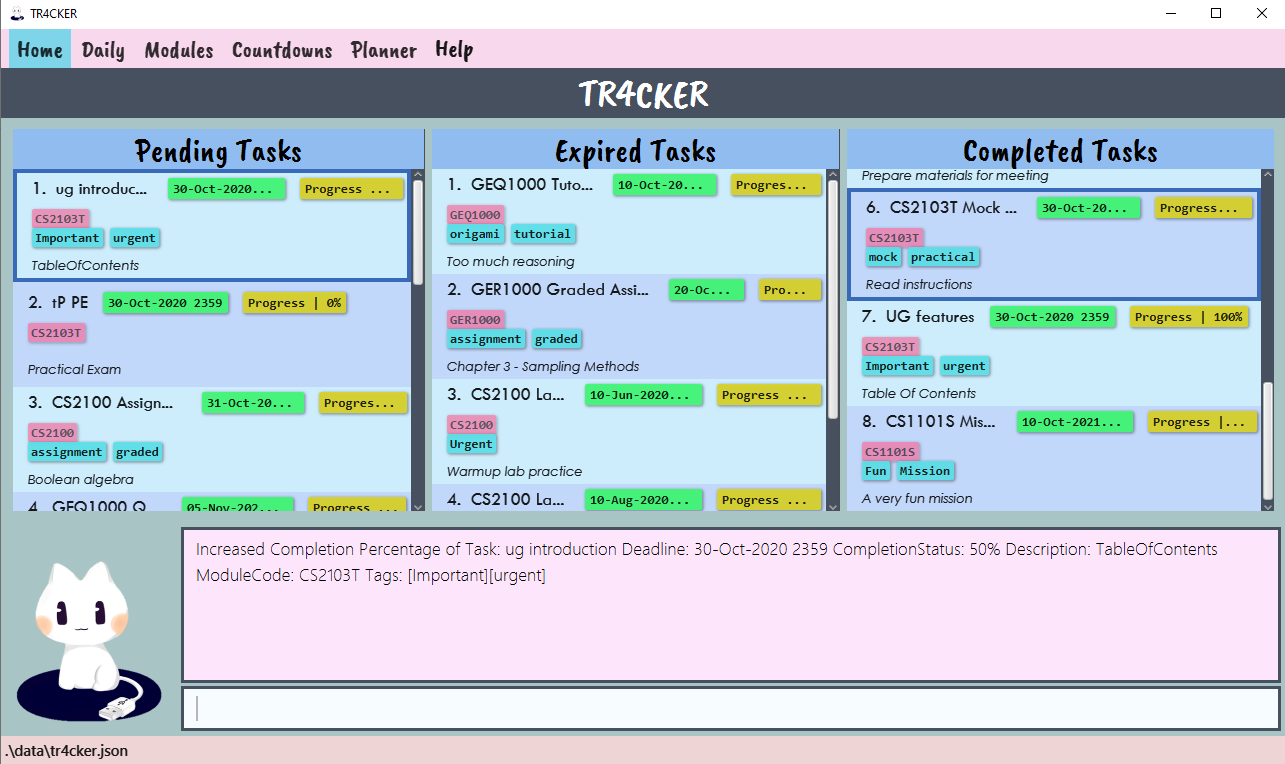 TR4CKER
Home Daily Modules Countdowns Planner Help
TR4CKER
Pending Tasks
1. ug introduc... 30-Oct-2020... Progress ...
CS2103T
Important urgent
TableOfContents
2. tP PE 30-Oct-2020 2359 Progress | 0%
CS2103T
Practical Exam
3. CS2100 Assign... 31-Oct-20... Progres...
CS2100
assignment graded
Boolean algebra
4. GEQ1000 Q 05-Nov-202... Progress ...
Expired Tasks
1. GEQ1000 Tuto... 10-Oct-20... Progres...
GEQ1000
origami tutorial
Too much reasoning
2. GER1000 Graded Assi... 20-Oc... Pro...
GER1000
assignment graded
Chapter 3 - Sampling Methods
3. CS2100 La... 10-Jun-2020... Progress ...
CS2100
Urgent
Warmup lab practice
4. CS2100 La... 10-Aug-2020... Progress ...
Completed Tasks
Prepare materials for meeting
6. CS2103T Mock ... 30-Oct-20... Progress...
CS2103T
mock practical
Read instructions
7. UG features 30-Oct-2020 2359 Progress | 100%
CS2103T
Important urgent
Table Of Contents
8. CS1101S Mis... 10-Oct-2021... Progress |...
CS1101S
Fun Mission
A very fun mission
Increased Completion Percentage of Task: ug introduction Deadline: 30-Oct-2020 2359 CompletionStatus: 50% Description: TableOfContents
ModuleCode: CS2103T Tags: [Important][urgent]
.\data\tr4cker.json